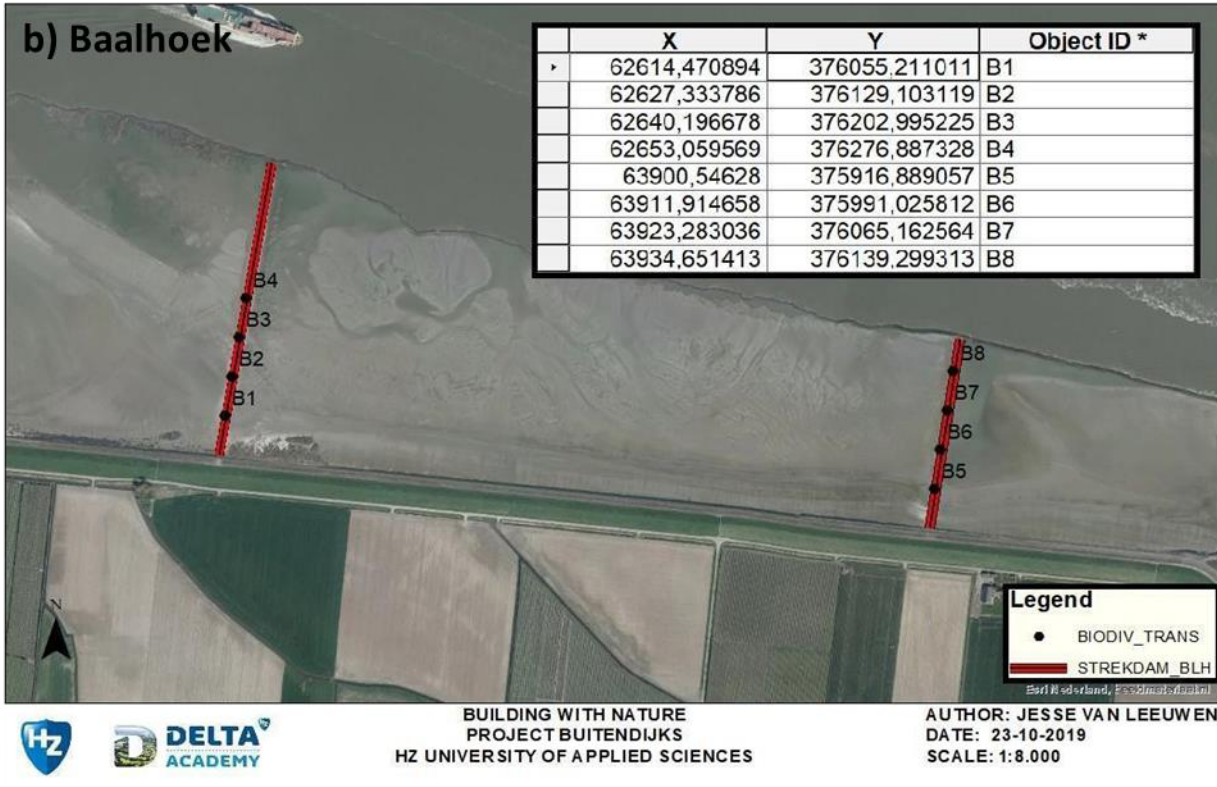 b) Baalhoek
X Y Object ID *
62614,470894 376055,211011 B1
62627,333786 376129,103119 B2
62640,196678 376202,995225 B3
62653,059569 376276,887328 B4
63900,54628 375916,889057 B5
63911,914658 375991,025812 B6
63923,283036 376065,162564 B7
63934,651413 376139,299313 B8
B4
B3
B2
B1
B8
B7
B6
B5
N
Legend
BIODIV_TRANS
STREKDAM_BLH
Esri Nederland, beeldmateriaal.nl
HZ
DELTA
ACADEMY
BUILDING WITH NATURE
PROJECT BUITENDIJKS
HZ UNIVERSITY OF APPLIED SCIENCES
AUTHOR: JESSE VAN LEEUWEN
DATE: 23-10-2019
SCALE: 1:8.000